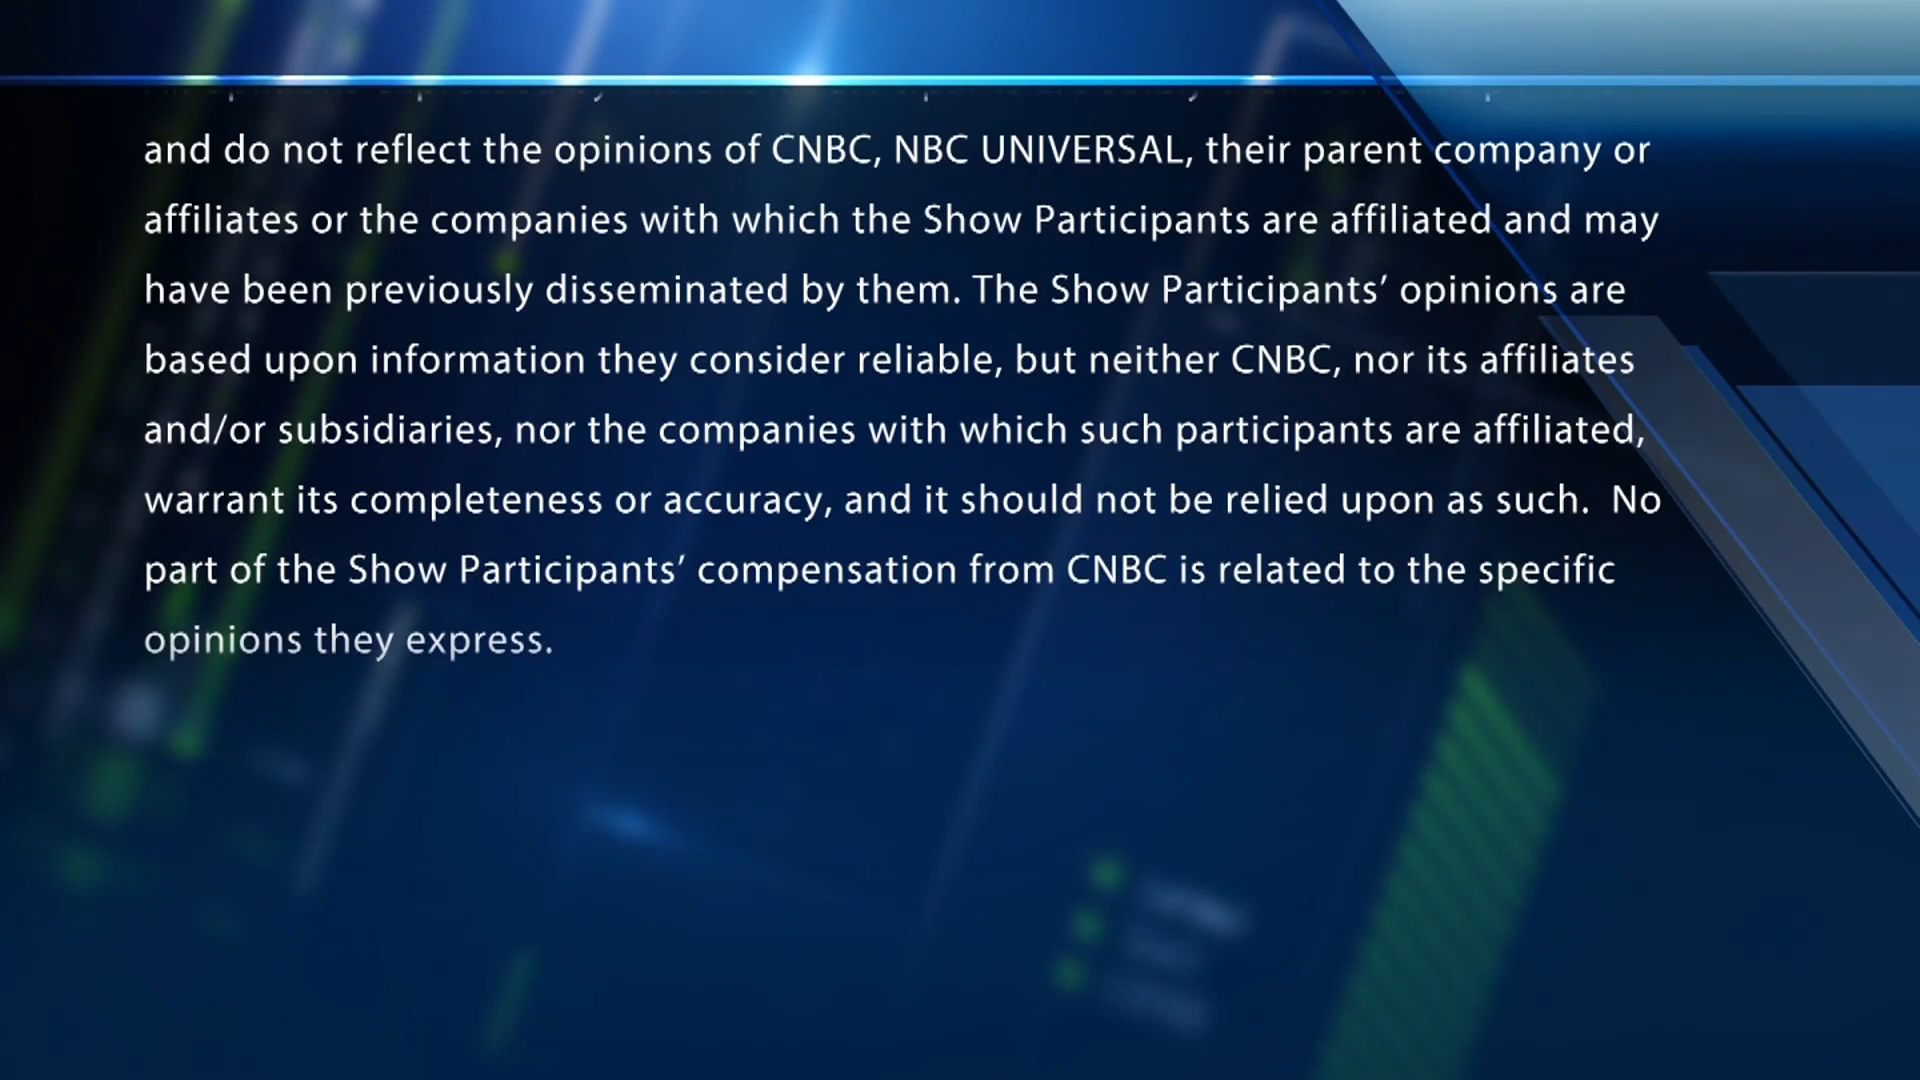 and do not reflect the opinions of CNBC, NBC UNIVERSAL, their parent company or
affiliates or the companies with which the Show Participants are affiliated and may
have been previously disseminated by them. The Show Participants’ opinions are
based upon information they consider reliable, but neither CNBC, nor its affiliates
and/or subsidiaries, nor the companies with which such participants are affiliated,
warrant its completeness or accuracy, and it should not be relied upon as such.  No
part of the Show Participants’ compensation from CNBC is related to the specific
opinions they express.